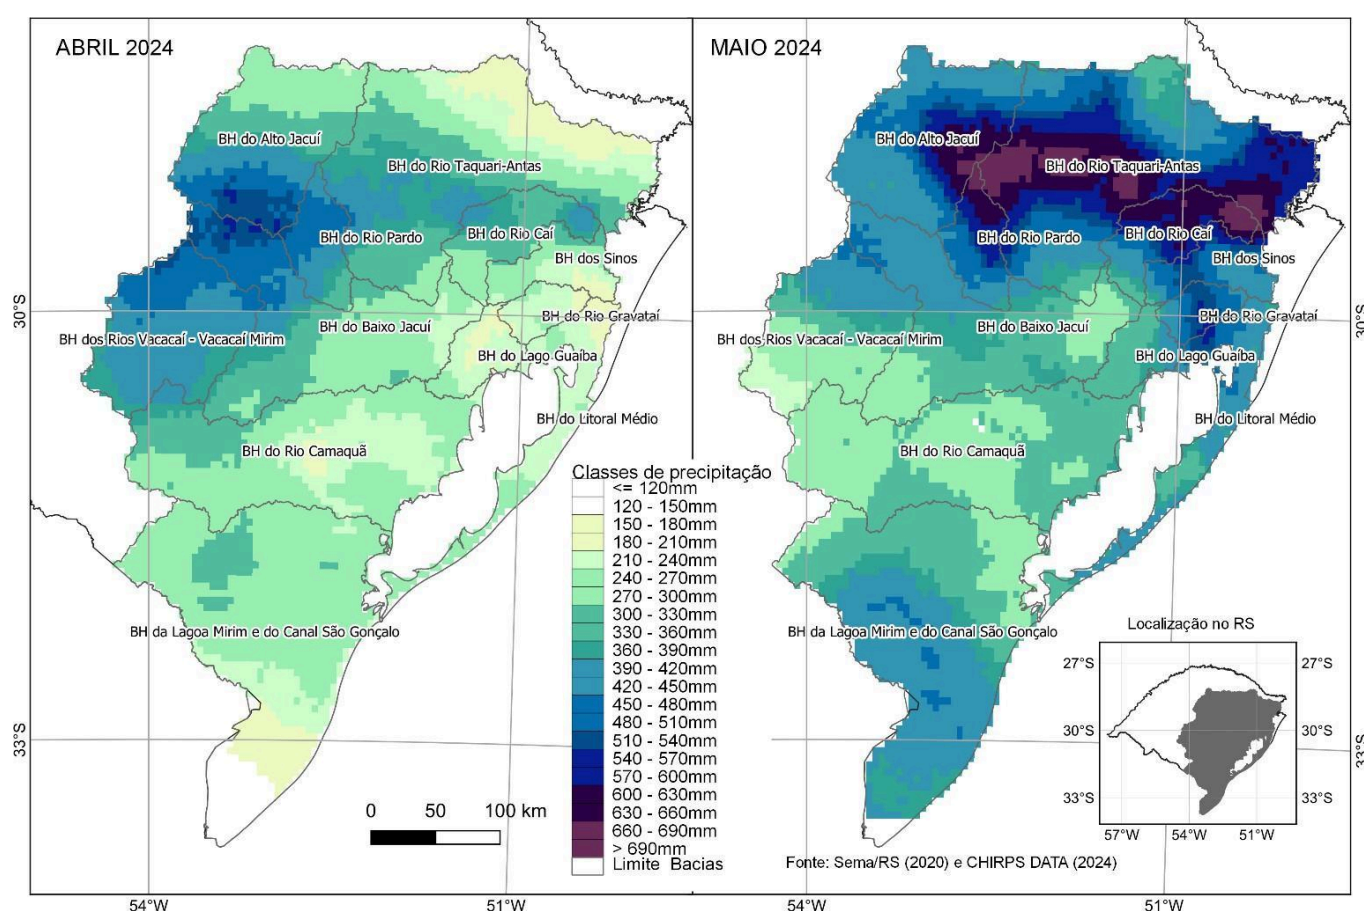 ABRIL 2024
BH do Alto Jacuí
BH do Rio Taquari-Antas
BH do Rio Pardo
BH do Rio Caí
BH dos Sinos
BH do Rio Gravataí
BH do Baixo Jacuí
BH dos Rios Vacacaí - Vacacaí Mirim
BH do Lago Guaíba
BH do Litoral Médio
BH do Rio Camaquã
BH da Lagoa Mirim e do Canal São Gonçalo
30°S
33°S
54°W
51°W
0 50 100 km
Classes de precipitação
<= 120mm
120 - 150mm
150 - 180mm
180 - 210mm
210 - 240mm
240 - 270mm
270 - 300mm
300 - 330mm
330 - 360mm
360 - 390mm
390 - 420mm
420 - 450mm
450 - 480mm
480 - 510mm
510 - 540mm
540 - 570mm
570 - 600mm
600 - 630mm
630 - 660mm
660 - 690mm
> 690mm
Limite Bacias
MAIO 2024
BH do Alto Jacuí
BH do Rio Taquari-Antas
BH do Rio Pardo
BH do Rio Caí
BH dos Sinos
BH do Rio Gravataí
BH do Baixo Jacuí
BH dos Rios Vacacaí - Vacacaí Mirim
BH do Lago Guaíba
BH do Litoral Médio
BH do Rio Camaquã
BH da Lagoa Mirim e do Canal São Gonçalo
30°S
33°S
54°W
51°W
Localização no RS
27°S
27°S
30°S
30°S
33°S
33°S
57°W
54°W
51°W
Fonte: Sema/RS (2020) e CHIRPS DATA (2024)